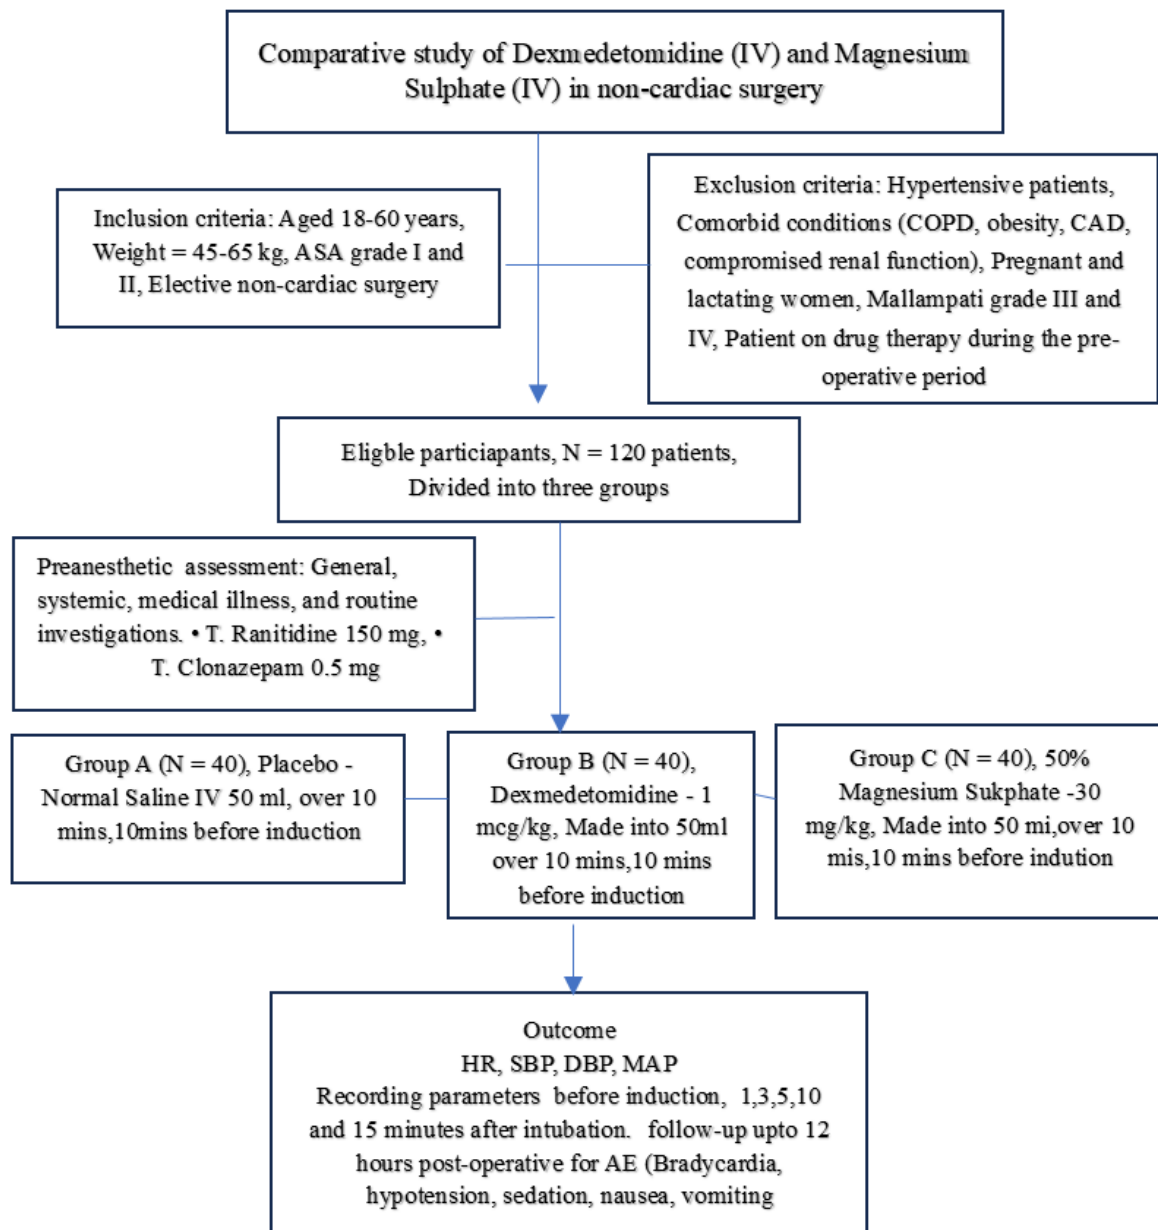 Comparative study of Dexmedetomidine (IV) and Magnesium
Sulphate (IV) in non-cardiac surgery
Inclusion criteria: Aged 18-60 years,
Weight = 45-65 kg, ASA grade I and
II, Elective non-cardiac surgery
Exclusion criteria: Hypertensive patients,
Comorbid conditions (COPD, obesity, CAD,
compromised renal function), Pregnant and
lactating women, Mallampati grade III and
IV, Patient on drug therapy during the pre-
operative period
Eligble particiapants, N = 120 patients,
Divided into three groups
Preanesthetic assessment: General,
systemic, medical illness, and routine
investigations. • T. Ranitidine 150 mg, •
T. Clonazepam 0.5 mg
Group A (N = 40), Placebo -
Normal Saline IV 50 ml, over 10
mins,10mins before induction
Group B (N = 40),
Dexmedetomidine - 1
mcg/kg, Made into 50ml
over 10 mins,10 mins
before induction
Group C (N = 40), 50%
Magnesium Sukphate -30
mg/kg, Made into 50 mi,over 10
mis,10 mins before indution
Outcome
HR, SBP, DBP, MAP
Recording parameters before induction, 1,3,5,10
and 15 minutes after intubation. follow-up upto 12
hours post-operative for AE (Bradycardia,
hypotension, sedation, nausea, vomiting